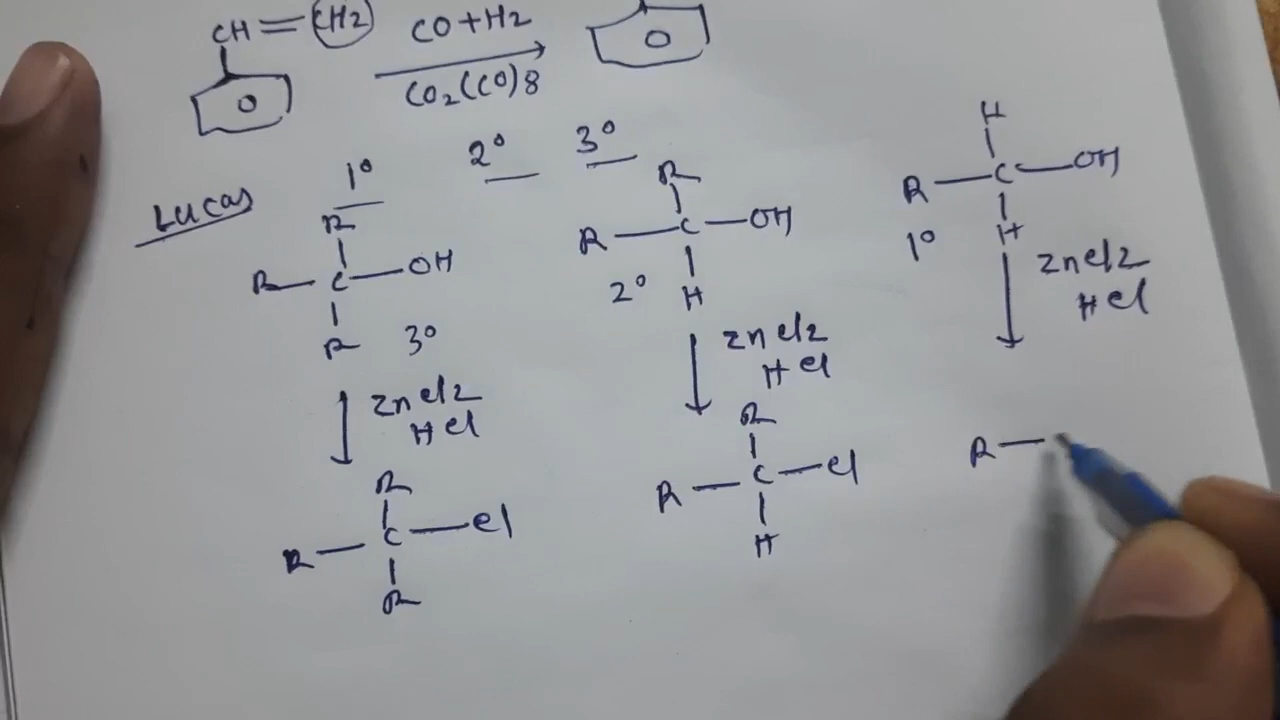 CH=CH2 CO+H2
O Co2(CO)8 O
Lucas 1° 2° 3°
R
R—C—OH
R 3°
ZnCl2
HCl
R
R—C—Cl
R
R
R—C—OH
2° H
ZnCl2
HCl
R
R—C—Cl
H
H
R—C—OH
1° H
ZnCl2
HCl
R—